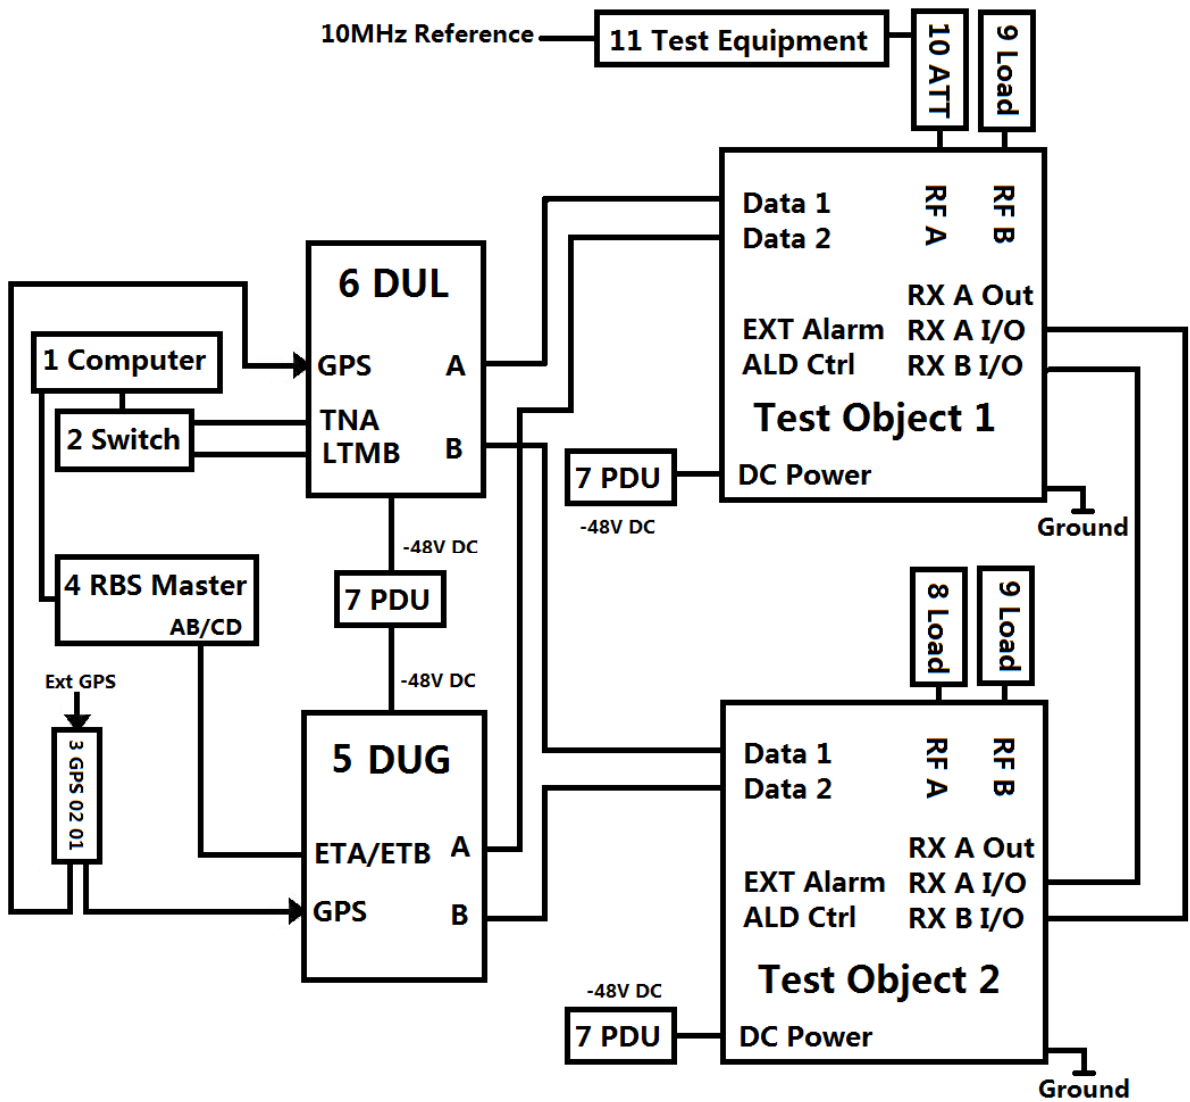 10MHz Reference
11 Test Equipment
10 ATT
9 Load
Data 1
Data 2
RF A
RF B
RX A Out
EXT Alarm
RX A I/O
ALD Ctrl
RX B I/O
Test Object 1
DC Power
Ground
7 PDU
-48V DC
6 DUL
GPS
A
TNA
LTMB
B
1 Computer
2 Switch
-48V DC
7 PDU
-48V DC
4 RBS Master
AB/CD
Ext GPS
3 GPS 02 01
5 DUG
ETA/ETB
A
GPS
B
8 Load
9 Load
Data 1
Data 2
RF A
RF B
RX A Out
EXT Alarm
RX A I/O
ALD Ctrl
RX B I/O
Test Object 2
-48V DC
7 PDU
DC Power
Ground